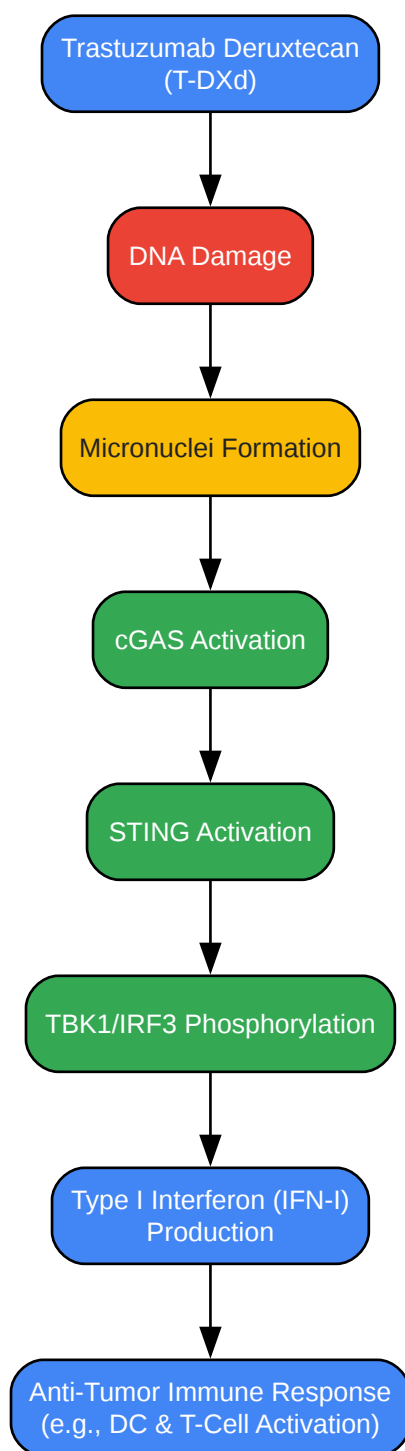 Trastuzumab Deruxtecan
(T-DXd)
DNA Damage
Micronuclei Formation
cGAS Activation
STING Activation
TBK1/IRF3 Phosphorylation
Type I Interferon (IFN-I)
Production
Anti-Tumor Immune Response
(e.g., DC & T-Cell Activation)